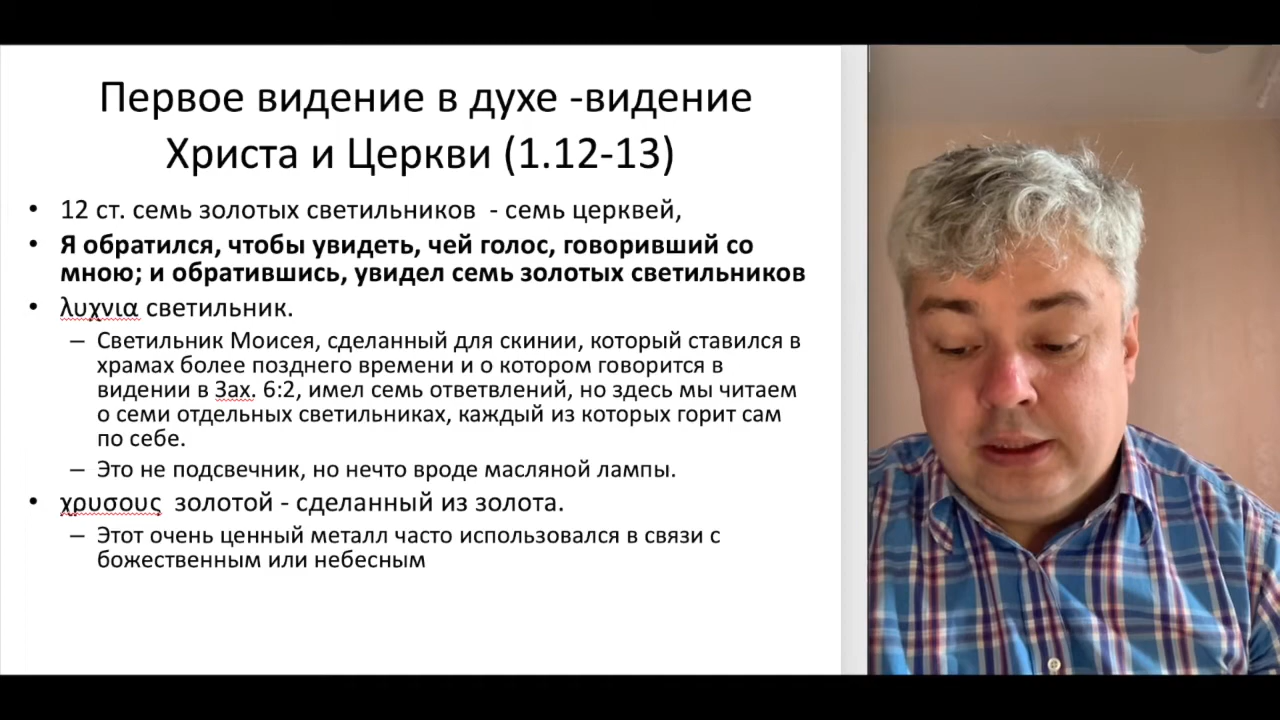 Первое видение в духе -видение
Христа и Церкви (1.12-13)
• 12 ст. семь золотых светильников - семь церквей,
• Я обратился, чтобы увидеть, чей голос, говоривший со
мною; и обратившись, увидел семь золотых светильников
• λυχνια светильник.
– Светильник Моисея, сделанный для скинии, который ставился в
храмах более позднего времени и о котором говорится в
видении в Зах. 6:2, имел семь ответвлений, но здесь мы читаем
о семи отдельных светильниках, каждый из которых горит сам
по себе.
– Это не подсвечник, но нечто вроде масляной лампы.
• χρυσους золотой - сделанный из золота.
– Этот очень ценный металл часто использовался в связи с
божественным или небесным